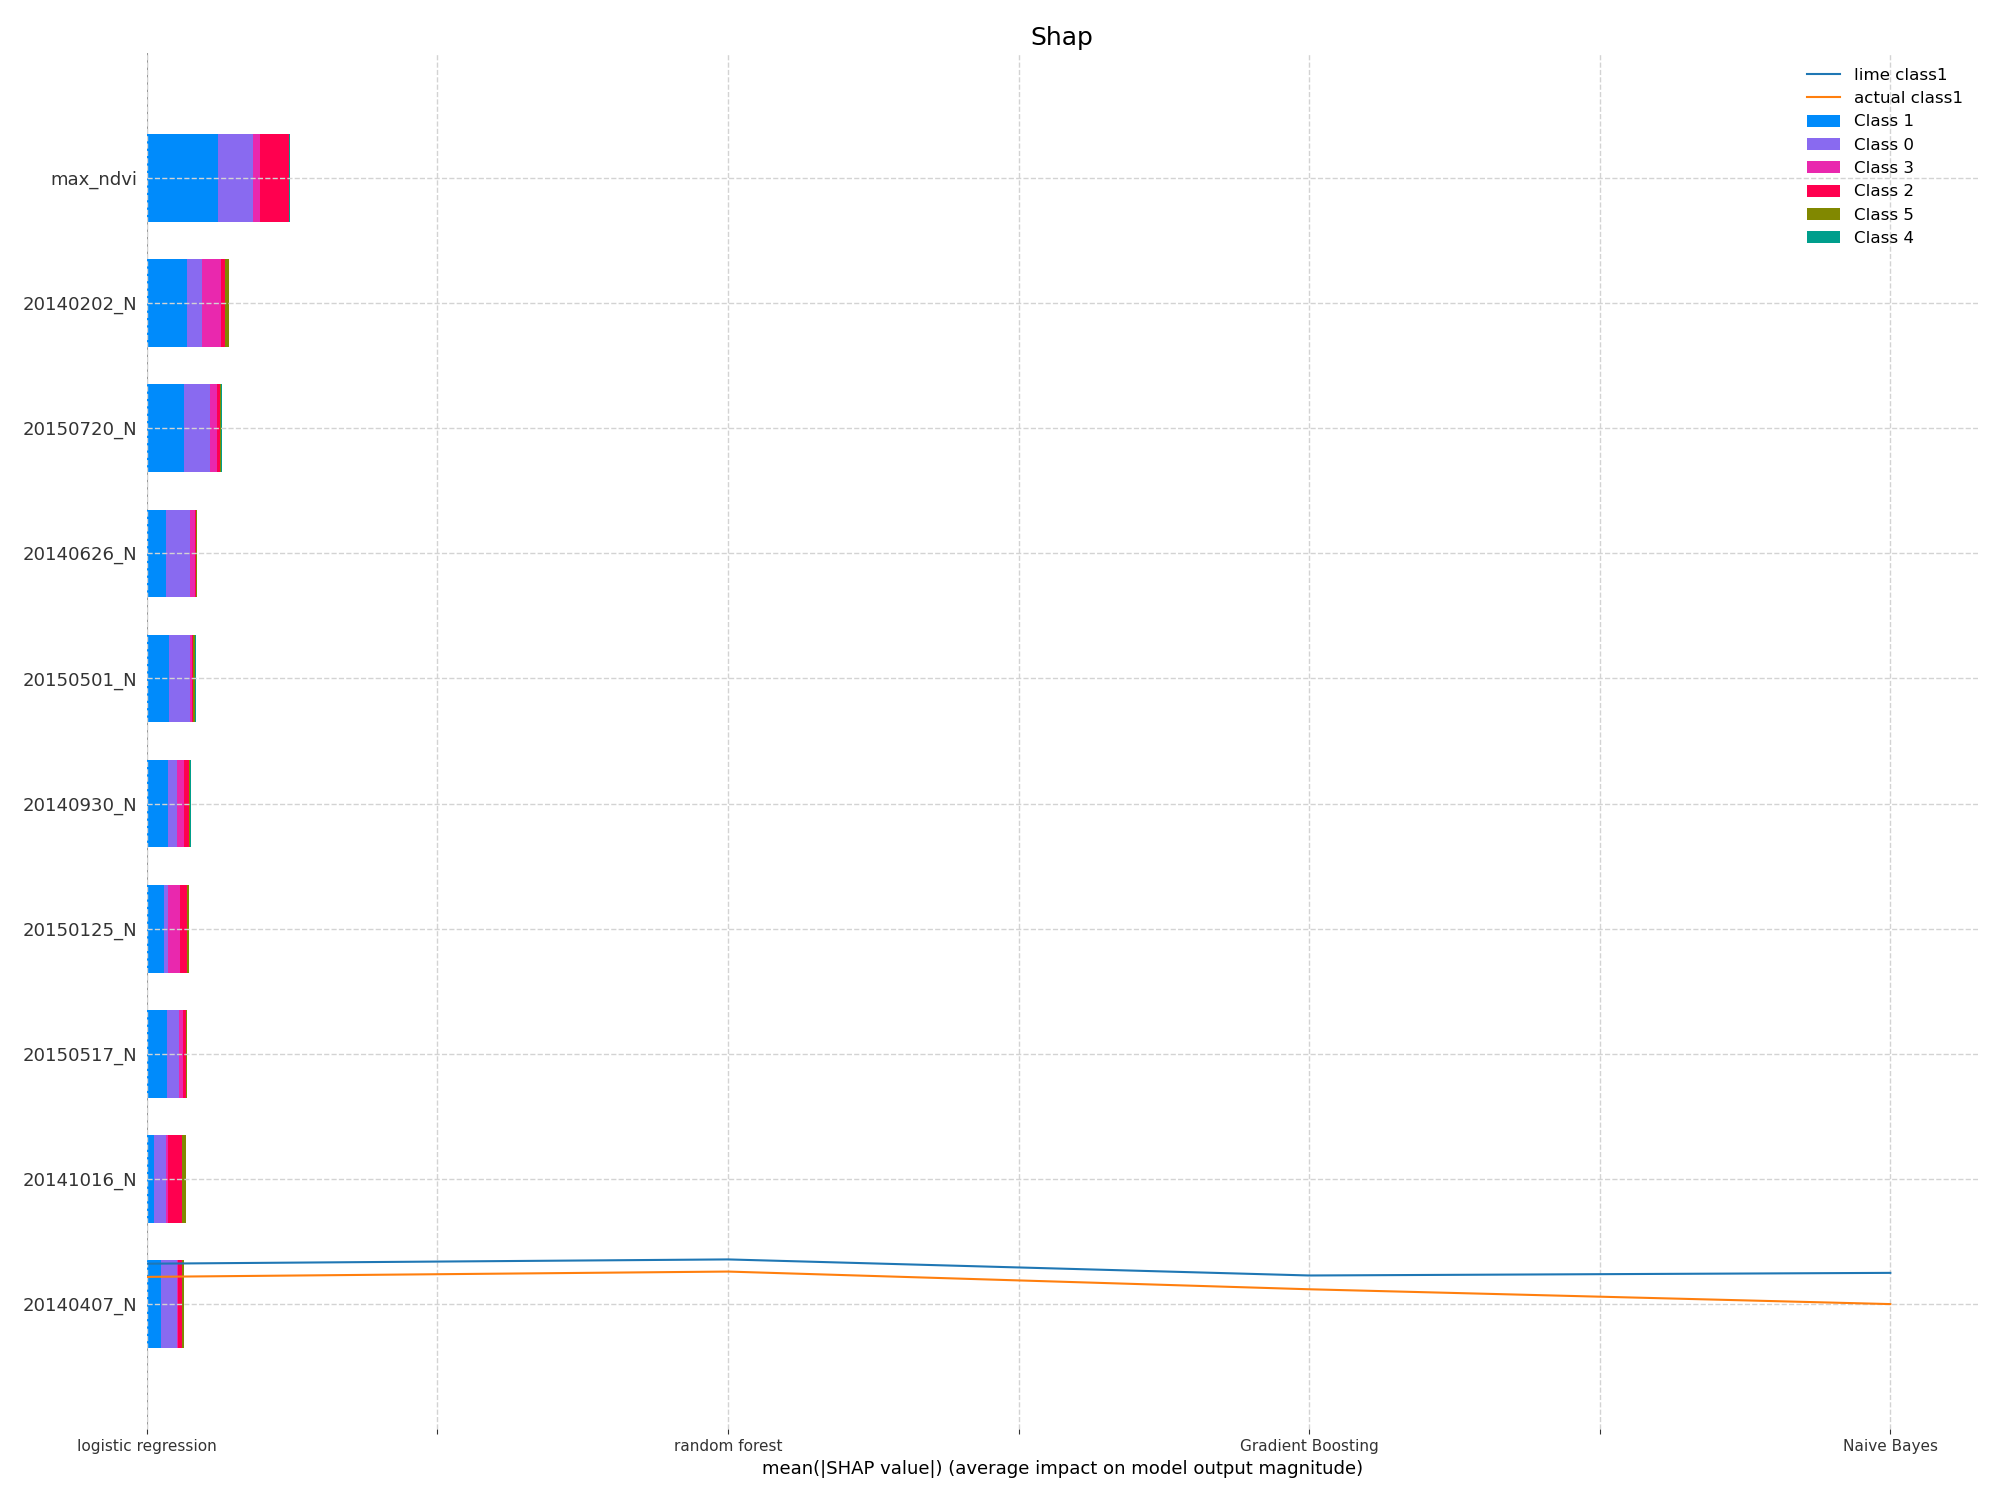 Shap
lime class1
actual class1
Class 1
Class 0
Class 3
Class 2
Class 5
Class 4
max_ndvi
20140202_N
20150720_N
20140626_N
20150501_N
20140930_N
20150125_N
20150517_N
20141016_N
20140407_N
logistic regression
random forest
Gradient Boosting
Naive Bayes
mean(|SHAP value|) (average impact on model output magnitude)